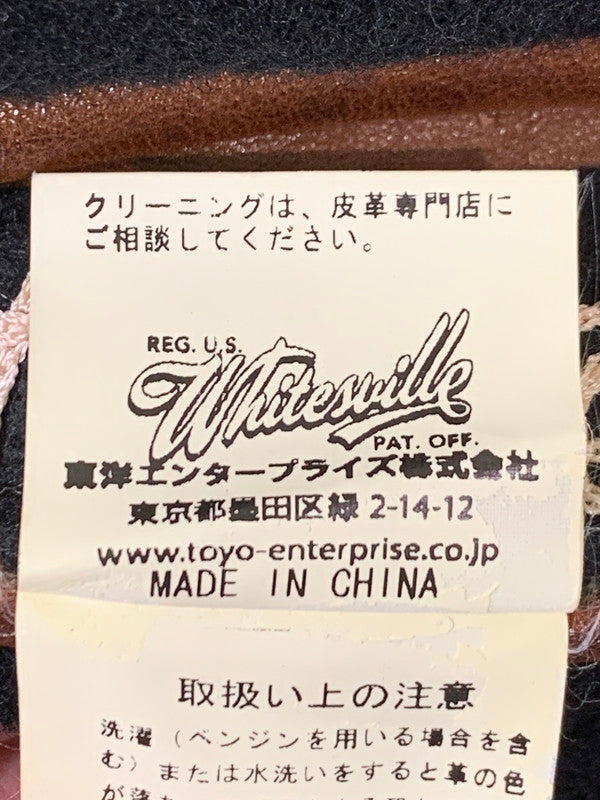 クリーニングは、皮革専門店に
ご相談してください。
REG. U.S.
Whitesville
PAT. OFF.
東洋エンタープライズ株式会社
東京都墨田区緑 2-14-12
www.toyo-enterprise.co.jp
MADE IN CHINA
取扱い上の注意
洗濯（ベンジンを用いる場合を含
む）または水洗いをすると革の色
が